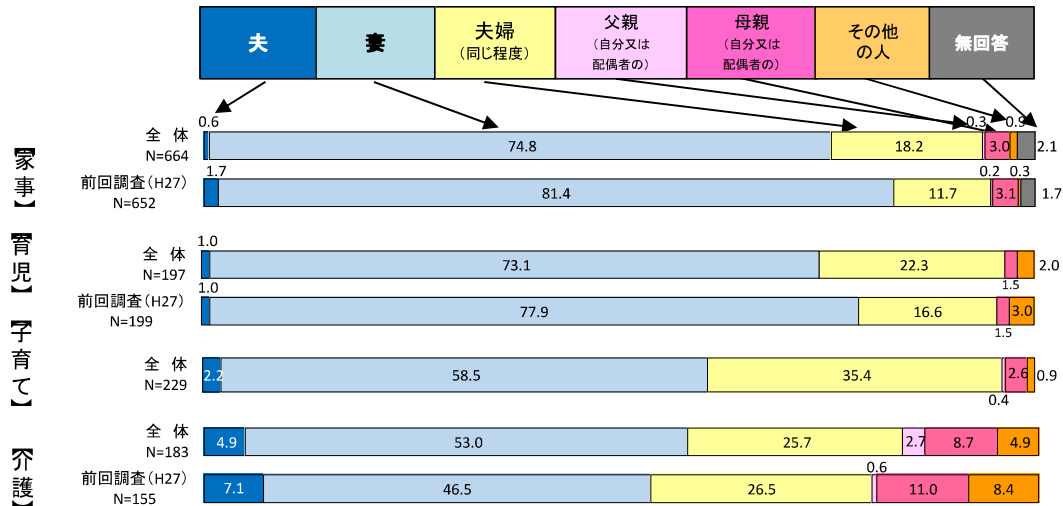 夫
妻
夫婦
(同じ程度)
父親
(自分又は
配偶者の)
母親
(自分又は
配偶者の)
その他
の人
無回答
【家事】
全 体
N=664
0.6
74.8
18.2
0.3
3.0
0.9
2.1
前回調査(H27)
N=652
1.7
81.4
11.7
0.2
3.1
0.3
1.7
【育児】
全 体
N=197
1.0
73.1
22.3
1.5
2.0
前回調査(H27)
N=199
1.0
77.9
16.6
1.5
3.0
【子育て】
全 体
N=229
2.2
58.5
35.4
0.4
2.6
0.9
【介護】
全 体
N=183
4.9
53.0
25.7
2.7
8.7
4.9
前回調査(H27)
N=155
7.1
46.5
26.5
0.6
11.0
8.4